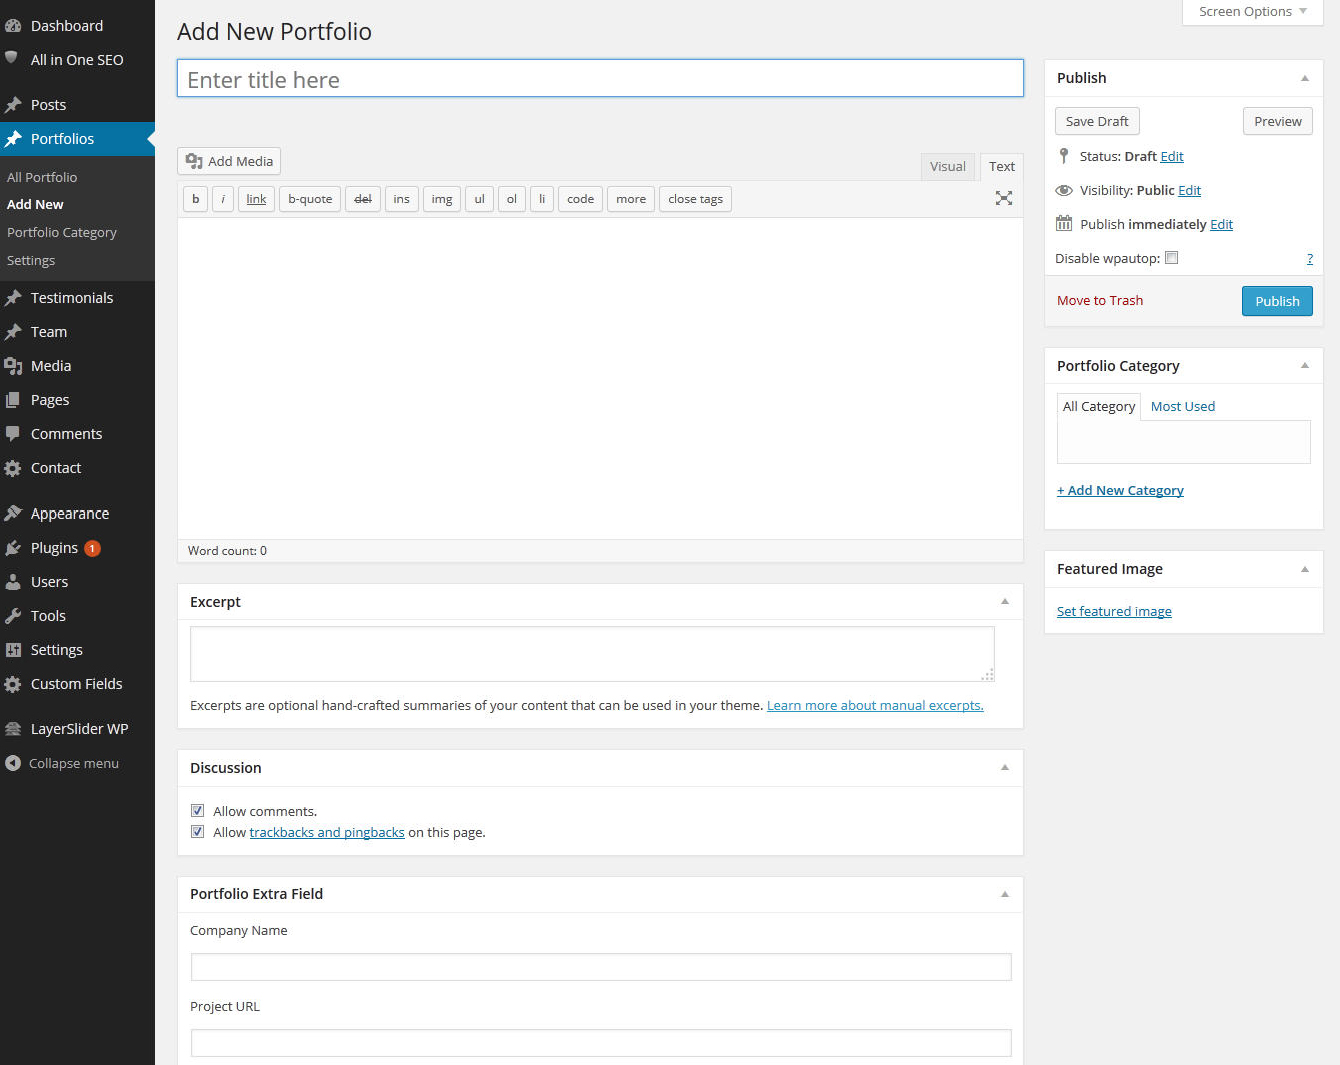 Dashboard
All in One SEO
Posts
Portfolios
All Portfolio
Add New
Portfolio Category
Settings
Testimonials
Team
Media
Pages
Comments
Contact
Appearance
Plugins 1
Users
Tools
Settings
Custom Fields
LayerSlider WP
Collapse menu
Screen Options
Add New Portfolio
Enter title here
Add Media
Visual Text
b i link b-quote del ins img ul ol li code more close tags
Word count: 0
Excerpt
Excerpts are optional hand-crafted summaries of your content that can be used in your theme. Learn more about manual excerpts.
Discussion
Allow comments.
Allow trackbacks and pingbacks on this page.
Portfolio Extra Field
Company Name
Project URL
Publish
Save Draft Preview
Status: Draft Edit
Visibility: Public Edit
Publish immediately Edit
Disable wpautop: ?
Move to Trash Publish
Portfolio Category
All Category Most Used
+ Add New Category
Featured Image
Set featured image